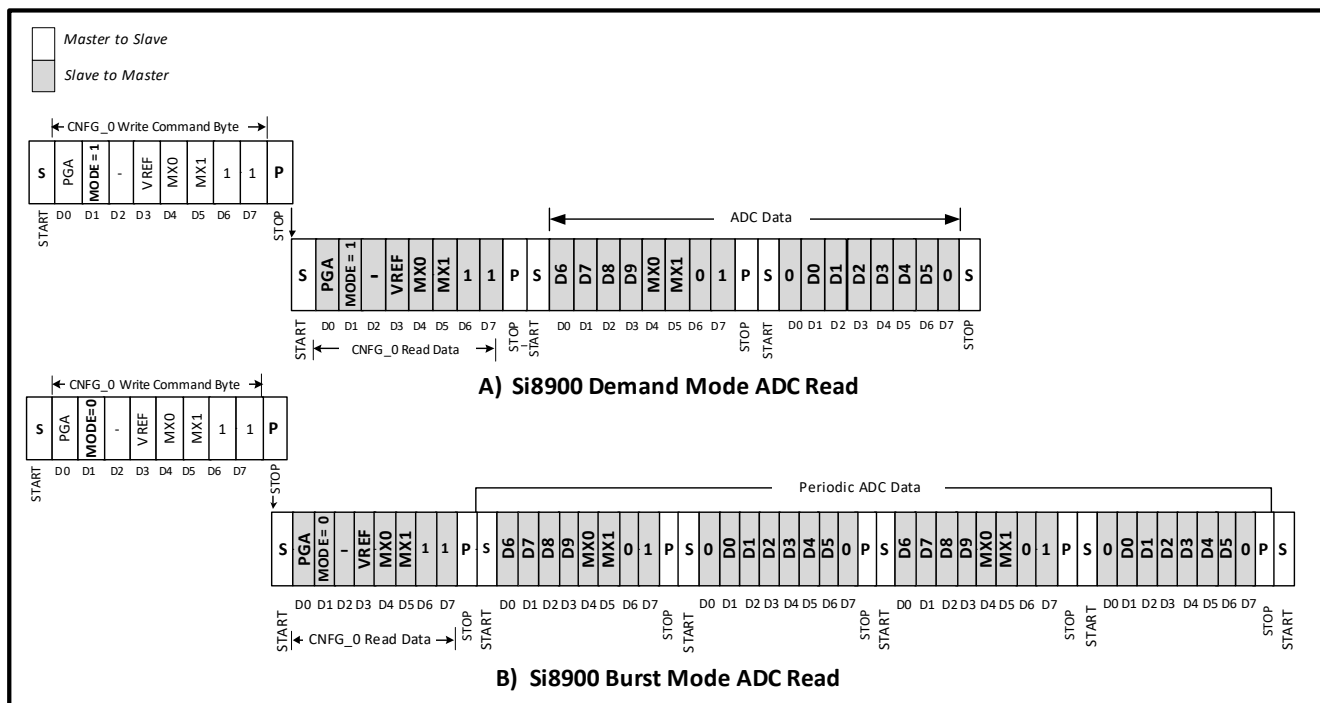 Master to Slave
Slave to Master
CNFG_0 Write Command Byte
S PGA MODE = 1 - VREF MX0 MX1 1 1 P
START D0 D1 D2 D3 D4 D5 D6 D7 STOP
ADC Data
S PGA MODE = 1 - VREF MX0 MX1 1 1 P S D6 D7 D8 D9 MX0 MX1 0 1 P S 0 D0 D1 D2 D3 D4 D5 0 S
START D0 D1 D2 D3 D4 D5 D6 D7 STOP START D0 D1 D2 D3 D4 D5 D6 D7 STOP START D0 D1 D2 D3 D4 D5 D6 D7 STOP
CNFG_0 Read Data
A) Si8900 Demand Mode ADC Read
CNFG_0 Write Command Byte
S PGA MODE=0 - VREF MX0 MX1 1 1 P
START D0 D1 D2 D3 D4 D5 D6 D7 STOP
Periodic ADC Data
S PGA MODE= 0 - VREF MX0 MX1 1 1 P S D6 D7 D8 D9 MX0 MX1 0 1 P S 0 D0 D1 D2 D3 D4 D5 0 P S D6 D7 D8 D9 MX0 MX1 0 1 P S 0 D0 D1 D2 D3 D4 D5 0 P S
START D0 D1 D2 D3 D4 D5 D6 D7 STOP START D0 D1 D2 D3 D4 D5 D6 D7 STOP START D0 D1 D2 D3 D4 D5 D6 D7 STOP START D0 D1 D2 D3 D4 D5 D6 D7 STOP START D0 D1 D2 D3 D4 D5 D6 D7 STOP START
CNFG_0 Read Data
B) Si8900 Burst Mode ADC Read